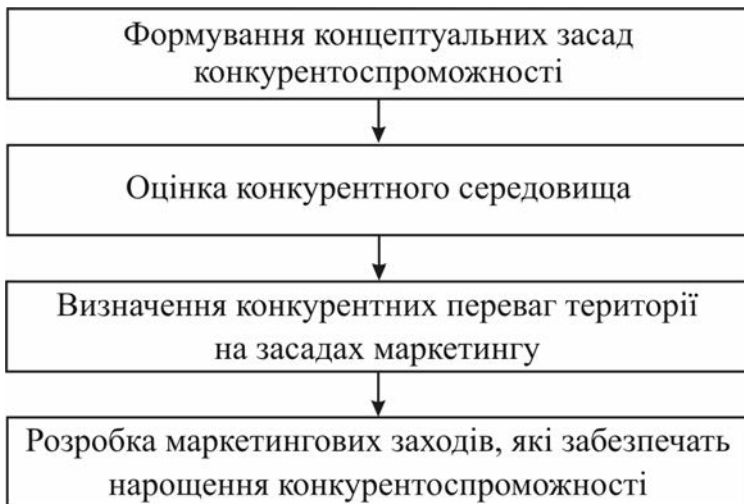 Формування концептуальних засад
конкурентоспроможності
Оцінка конкурентного середовища
Визначення конкурентних переваг території
на засадах маркетингу
Розробка маркетингових заходів, які забезпечать
нарощення конкурентоспроможності